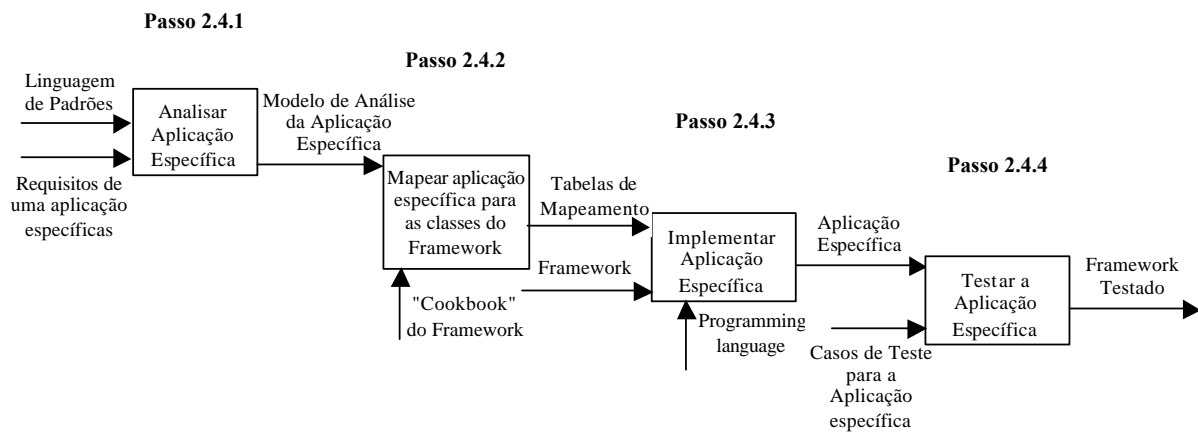 Passo 2.4.1
Linguagem
de Padrões
Requisitos de
uma aplicação
específicas
Analisar
Aplicação
Específica
Modelo de Análise
da Aplicação
Específica
Passo 2.4.2
Mapear aplicação
específica para
as classes do
Framework
"Cookbook"
do Framework
Tabelas de
Mapeamento
Framework
Passo 2.4.3
Implementar
Aplicação
Específica
Programming
language
Aplicação
Específica
Casos de Teste
para a
Aplicação
específica
Passo 2.4.4
Testar a
Aplicação
Específica
Framework
Testado